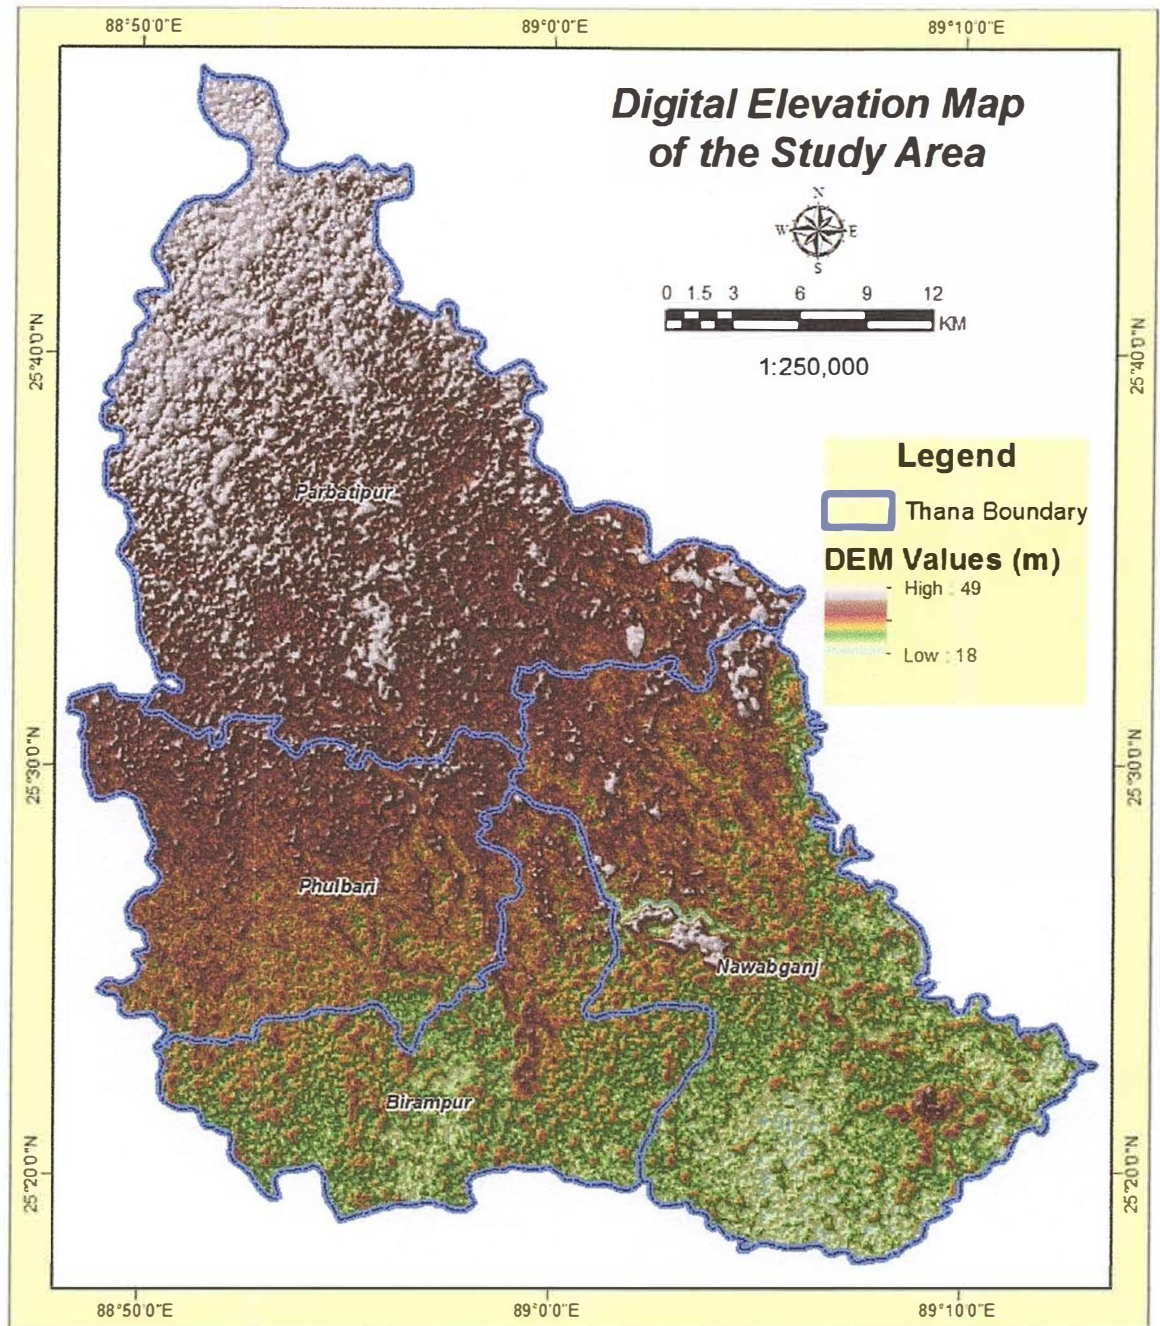 88°50'0"E 89°0'0"E 89°10'0"E
Digital Elevation Map
of the Study Area
N
W E
S
0 1.5 3 6 9 12
KM
1:250,000
25°40'0"N
25°40'0"N
Legend
Thana Boundary
DEM Values (m)
High : 49
Low : 18
Parbatipur
25°30'0"N
25°30'0"N
Phulbari
Nawabganj
Birampur
25°20'0"N
25°20'0"N
88°50'0"E 89°0'0"E 89°10'0"E